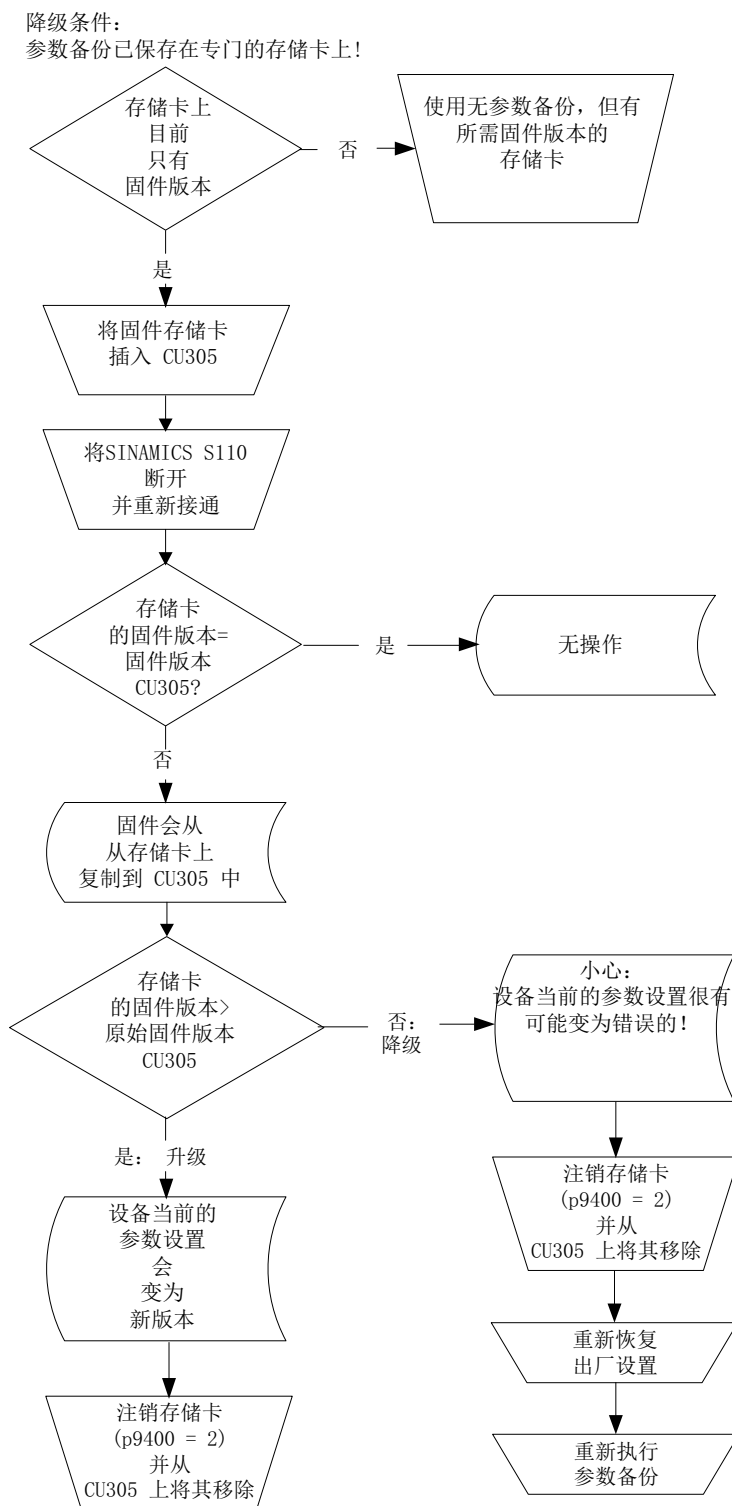 降级条件:
参数备份已保存在专门的存储卡上!
存储卡上
目前
只有
固件版本
否
使用无参数备份，但有
所需固件版本的
存储卡
是
将固件存储卡
插入 CU305
将SINAMICS S110
断开
并重新接通
存储卡
的固件版本=
固件版本
CU305?
是
无操作
否
固件会从
从存储卡上
复制到 CU305 中
存储卡
的固件版本>
原始固件版本
CU305
否:
降级
小心:
设备当前的参数设置很有
可能变为错误的!
是: 升级
设备当前的
参数设置
会
变为
新版本
注销存储卡
(p9400 = 2)
并从
CU305 上将其移除
注销存储卡
(p9400 = 2)
并从
CU305 上将其移除
重新恢复
出厂设置
重新执行
参数备份